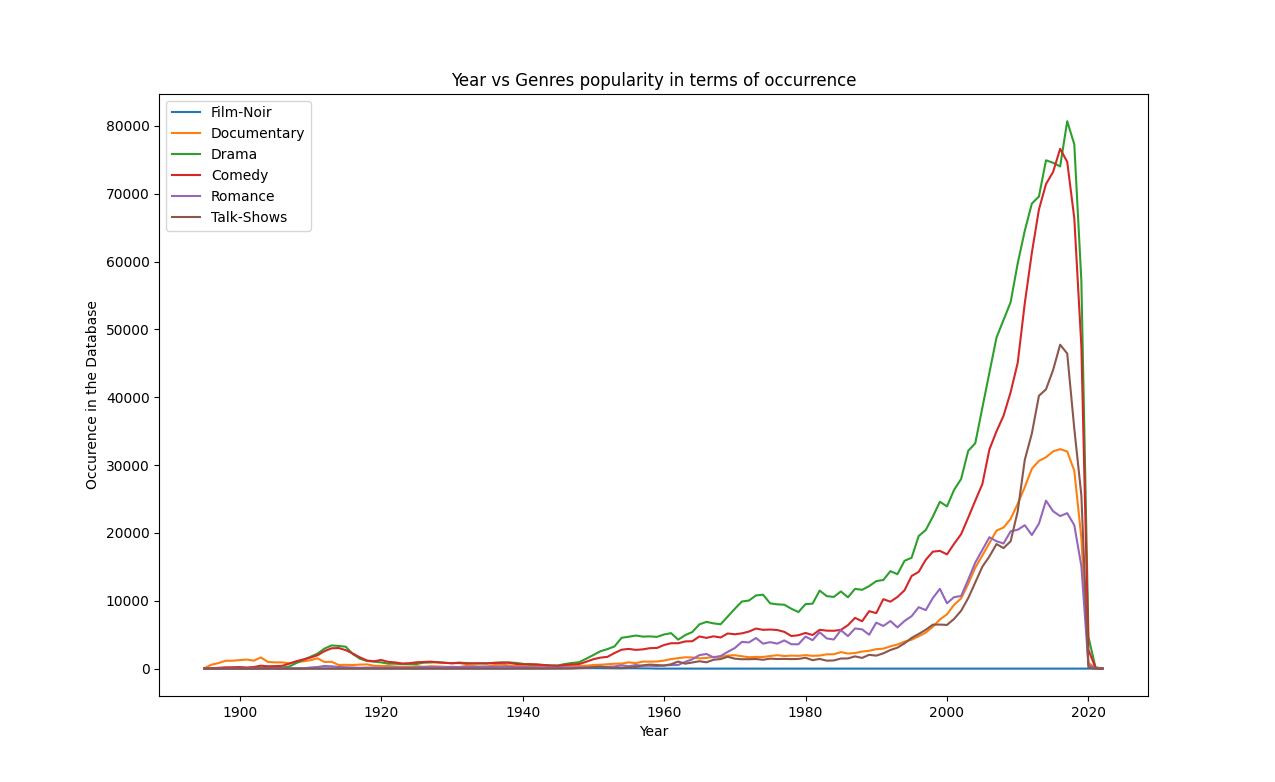 Year vs Genres popularity in terms of occurrence
Film-Noir
Documentary
Drama
Comedy
Romance
Talk-Shows
80000
70000
60000
50000
40000
30000
20000
10000
0
Occurence in the Database
1900 1920 1940 1960 1980 2000 2020
Year